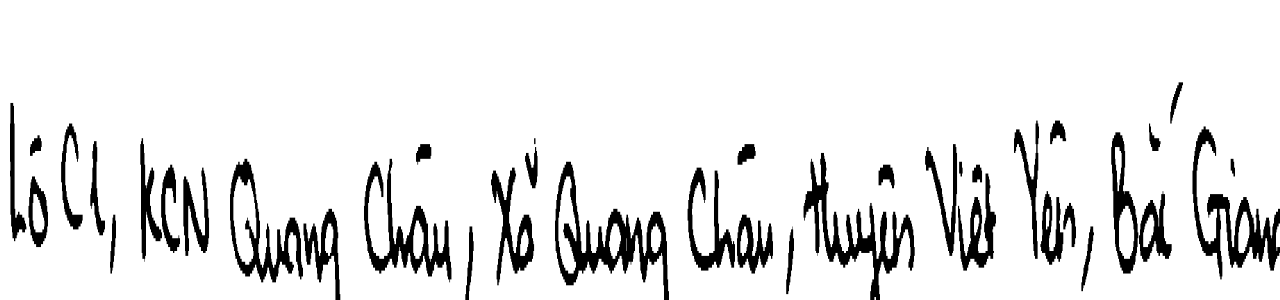 Lô C1, KCN Quang Châu, Xã Quang Châu, Huyện Việt Yên, Bắc Giang